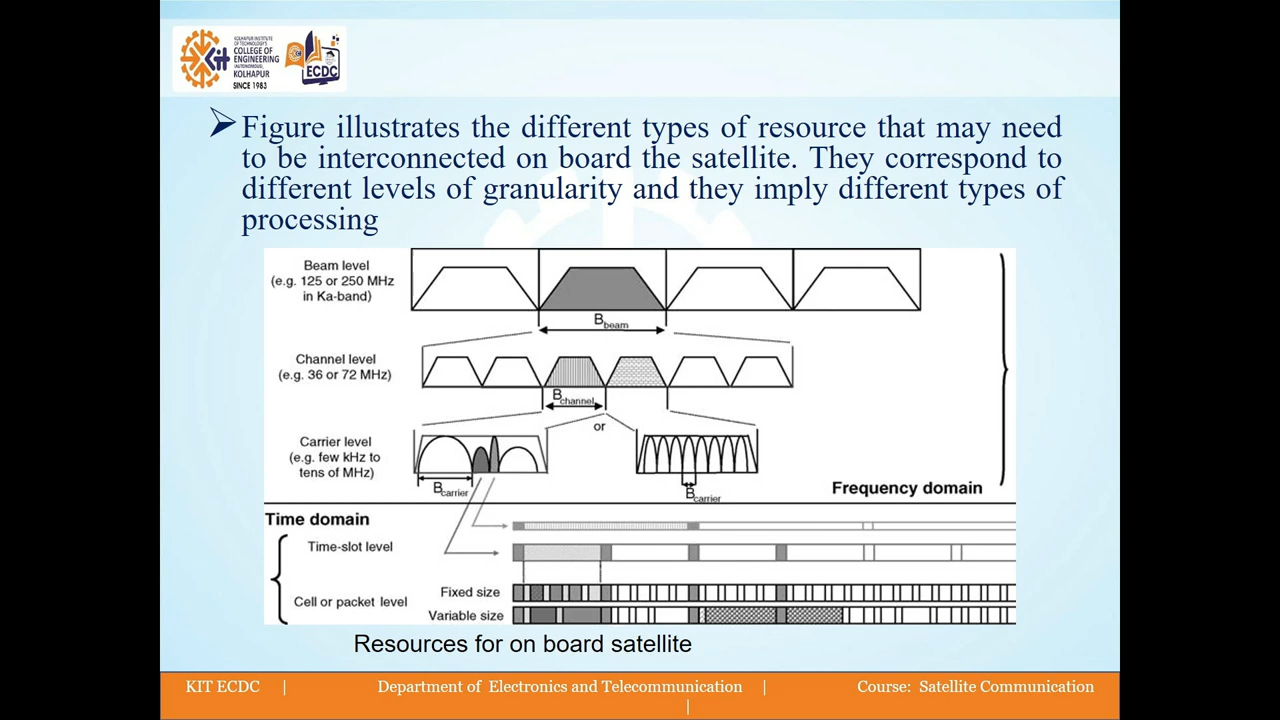 KOLHAPUR INSTITUTE
OF TECHNOLOGY'S
COLLEGE OF
ENGINEERING
(AUTONOMOUS),
KOLHAPUR
SINCE 1983
Kit
ECDC
Figure illustrates the different types of resource that may need
to be interconnected on board the satellite. They correspond to
different levels of granularity and they imply different types of
processing
Beam level
(e.g. 125 or 250 MHz
in Ka-band)
Bbeam
Channel level
(e.g. 36 or 72 MHz)
Bchannel
or
Carrier level
(e.g. few kHz to
tens of MHz)
Bcarrier
Bcarrier
Frequency domain
Time domain
Time-slot level
Cell or packet level
Fixed size
Variable size
Resources for on board satellite
KIT ECDC | Department of Electronics and Telecommunication | Course: Satellite Communication
|